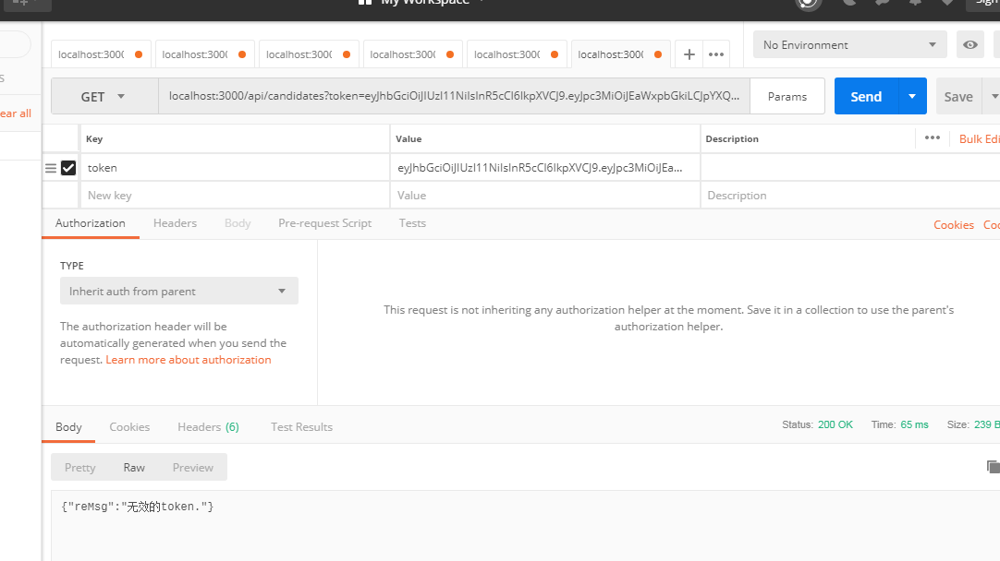 My Workspace
Sign
localhost:300( localhost:300( localhost:300( localhost:300( localhost:300( localhost:300(
No Environment
GET
localhost:3000/api/candidates?token=eyJhbGciOiJIUzI11NiIsInR5cCI6IkpXVCJ9.eyJpc3MiOiJEaWxpbGkiLCJpYXQ...
Params
Send
Save
ear all
Key Value Description
Bulk Edi
token eyJhbGciOiJIUzI11NiIsInR5cCI6IkpXVCJ9.eyJpc3MiOiJEa...
New key Value Description
Authorization Headers Body Pre-request Script Tests
Cookies Coo
TYPE
Inherit auth from parent
The authorization header will be
automatically generated when you send the
request. Learn more about authorization
This request is not inheriting any authorization helper at the moment. Save it in a collection to use the parent's
authorization helper.
Body Cookies Headers (6) Test Results
Status: 200 OK Time: 65 ms Size: 239 B
Pretty Raw Preview
{"reMsg":"无效的token."}